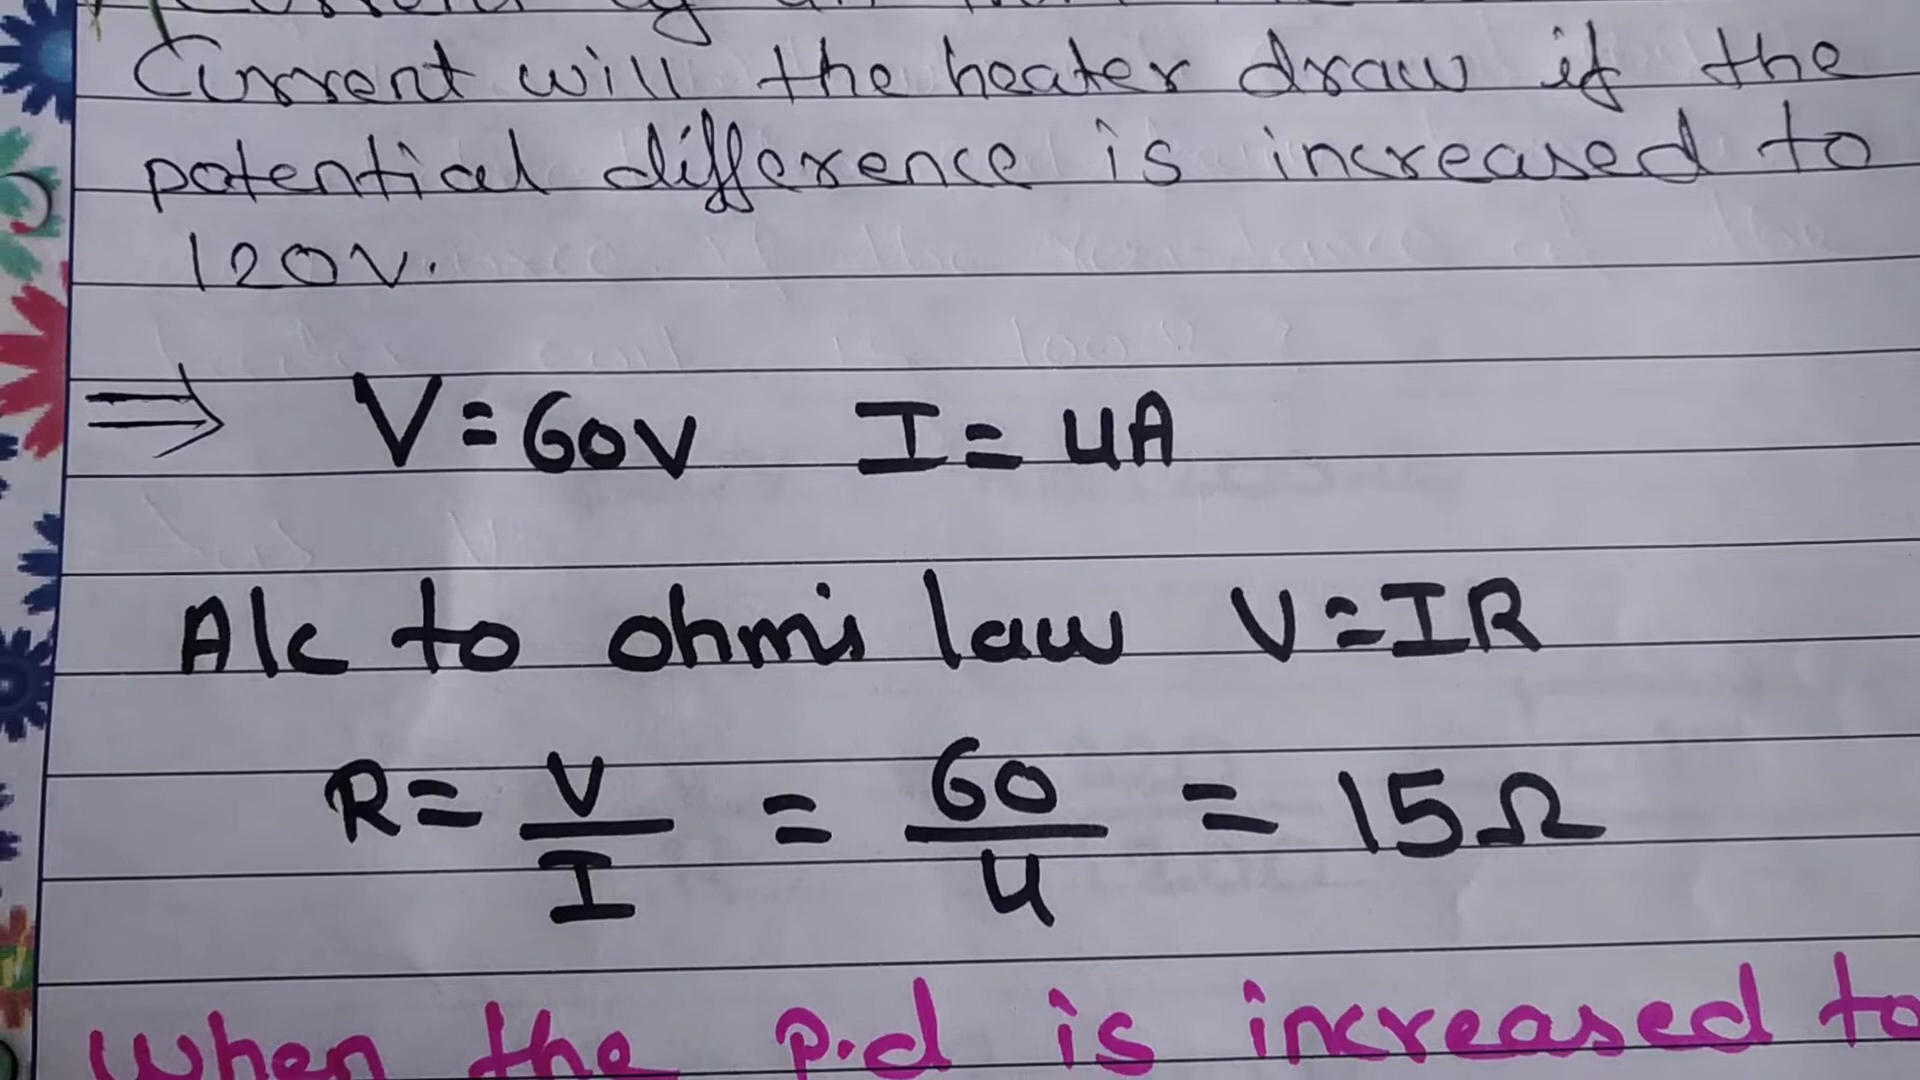 Current will the heater draw if the
potential difference is increased to
120V.
⇒ V=60V I=4A
A/c to ohm's law V=IR
R= V/I = 60/4 = 15Ω
When the p.d is increased to